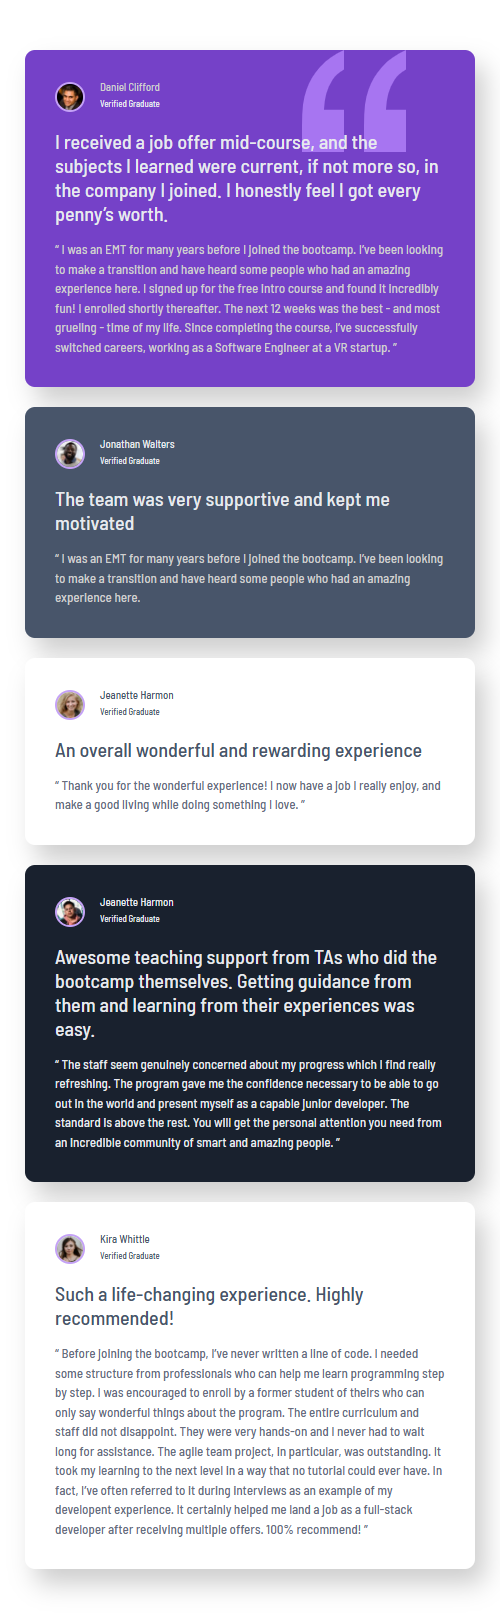 Daniel Clifford
Verified Graduate
I received a job offer mid-course, and the
subjects I learned were current, if not more so, in
the company I joined. I honestly feel I got every
penny’s worth.
“ I was an EMT for many years before I joined the bootcamp. I’ve been looking
to make a transition and have heard some people who had an amazing
experience here. I signed up for the free intro course and found it incredibly
fun! I enrolled shortly thereafter. The next 12 weeks was the best - and most
grueling - time of my life. Since completing the course, I’ve successfully
switched careers, working as a Software Engineer at a VR startup. ”
Jonathan Walters
Verified Graduate
The team was very supportive and kept me
motivated
“ I was an EMT for many years before I joined the bootcamp. I’ve been looking
to make a transition and have heard some people who had an amazing
experience here.
Jeanette Harmon
Verified Graduate
An overall wonderful and rewarding experience
“ Thank you for the wonderful experience! I now have a job I really enjoy, and
make a good living while doing something I love. ”
Jeanette Harmon
Verified Graduate
Awesome teaching support from TAs who did the
bootcamp themselves. Getting guidance from
them and learning from their experiences was
easy.
“ The staff seem genuinely concerned about my progress which I find really
refreshing. The program gave me the confidence necessary to be able to go
out in the world and present myself as a capable junior developer. The
standard is above the rest. You will get the personal attention you need from
an incredible community of smart and amazing people. ”
Kira Whittle
Verified Graduate
Such a life-changing experience. Highly
recommended!
“ Before joining the bootcamp, I’ve never written a line of code. I needed
some structure from professionals who can help me learn programming step
by step. I was encouraged to enroll by a former student of theirs who can
only say wonderful things about the program. The entire curriculum and
staff did not disappoint. They were very hands-on and I never had to wait
long for assistance. The agile team project, in particular, was outstanding. It
took my learning to the next level in a way that no tutorial could ever have. In
fact, I’ve often referred to it during interviews as an example of my
developent experience. It certainly helped me land a job as a full-stack
developer after receiving multiple offers. 100% recommend! ”